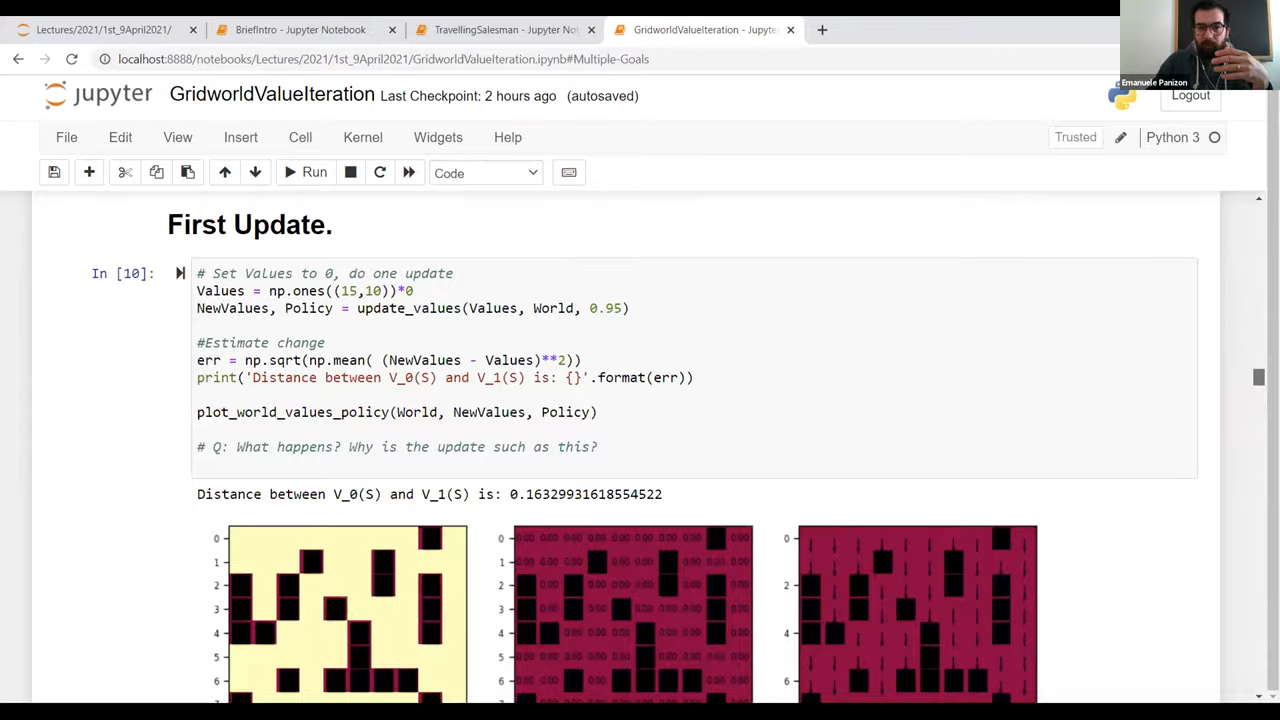 Lectures/2021/1st_9April2021/
BriefIntro - Jupyter Notebook
TravellingSalesman - Jupyter Not
GridworldValueIteration - Jupyte
localhost:8888/notebooks/Lectures/2021/1st_9April2021/GridworldValueIteration.ipynb#Multiple-Goals
Emanuele Panizon
jupyter GridworldValueIteration Last Checkpoint: 2 hours ago (autosaved)
Logout
File Edit View Insert Cell Kernel Widgets Help
Trusted Python 3
Run Code
First Update.
In [10]:
# Set Values to 0, do one update
Values = np.ones((15,10))*0
NewValues, Policy = update_values(Values, World, 0.95)
#Estimate change
err = np.sqrt(np.mean( (NewValues - Values)**2))
print('Distance between V_0(S) and V_1(S) is: {}'.format(err))
plot_world_values_policy(World, NewValues, Policy)
# Q: What happens? Why is the update such as this?
Distance between V_0(S) and V_1(S) is: 0.16329931618554522
0 0 0
1 1
2 2 2
3 3
4 4 4
5 5
6 6 6